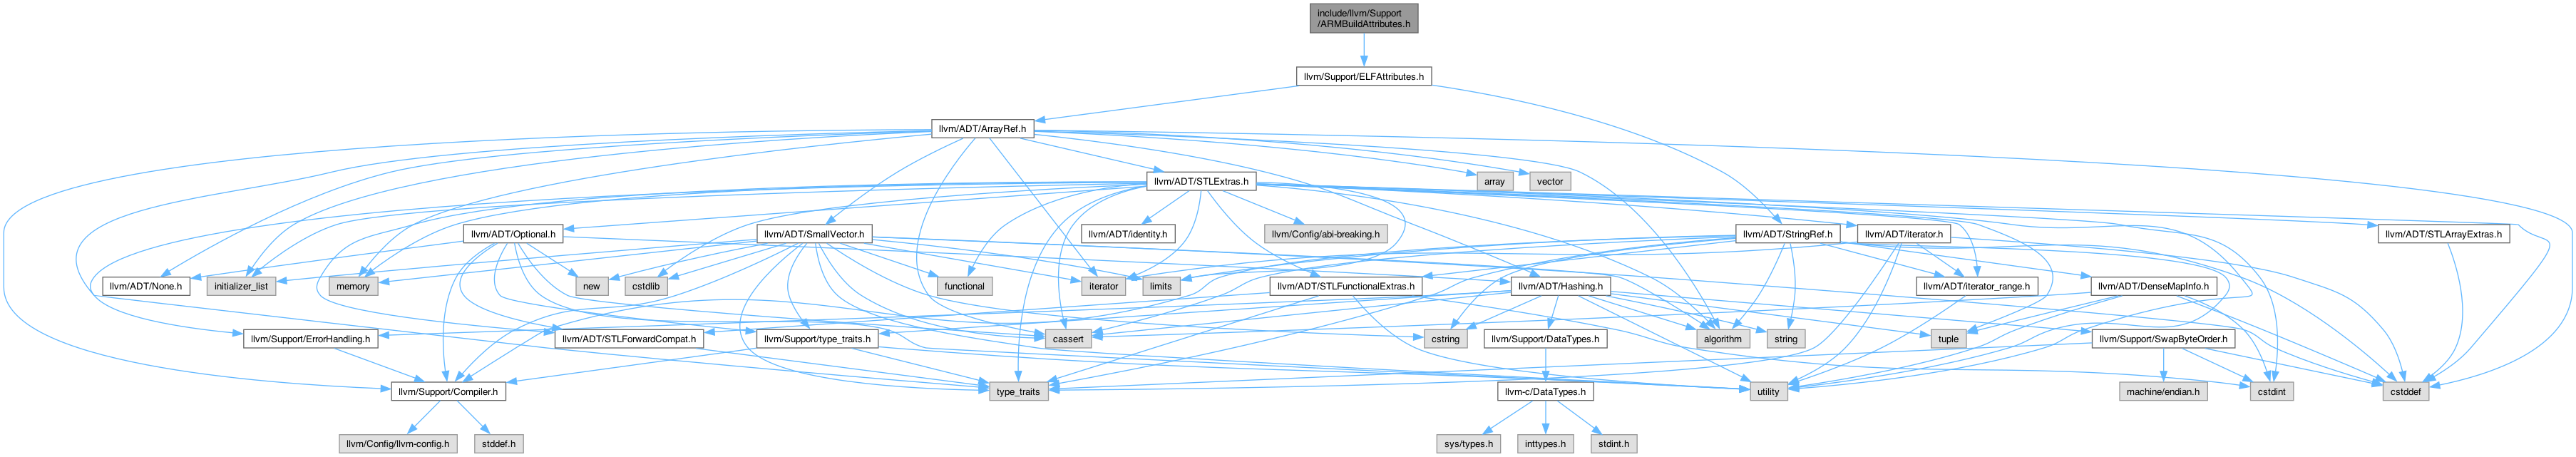 include/llvm/Support
/ARMBuildAttributes.h
llvm/Support/ELFAttributes.h
llvm/ADT/ArrayRef.h
llvm/ADT/STLExtras.h
array
vector
llvm/ADT/Optional.h
llvm/ADT/SmallVector.h
llvm/ADT/identity.h
llvm/Config/abi-breaking.h
llvm/ADT/StringRef.h
llvm/ADT/iterator.h
llvm/ADT/STLArrayExtras.h
llvm/ADT/None.h
initializer_list
memory
new
cstdlib
functional
iterator
limits
llvm/ADT/STLFunctionalExtras.h
llvm/ADT/Hashing.h
llvm/ADT/iterator_range.h
llvm/ADT/DenseMapInfo.h
llvm/Support/ErrorHandling.h
llvm/ADT/STLForwardCompat.h
llvm/Support/type_traits.h
cassert
cstring
llvm/Support/DataTypes.h
algorithm
string
tuple
llvm/Support/SwapByteOrder.h
llvm/Support/Compiler.h
type_traits
llvm-c/DataTypes.h
utility
machine/endian.h
cstdint
cstddef
llvm/Config/llvm-config.h
stddef.h
sys/types.h
inttypes.h
stdint.h